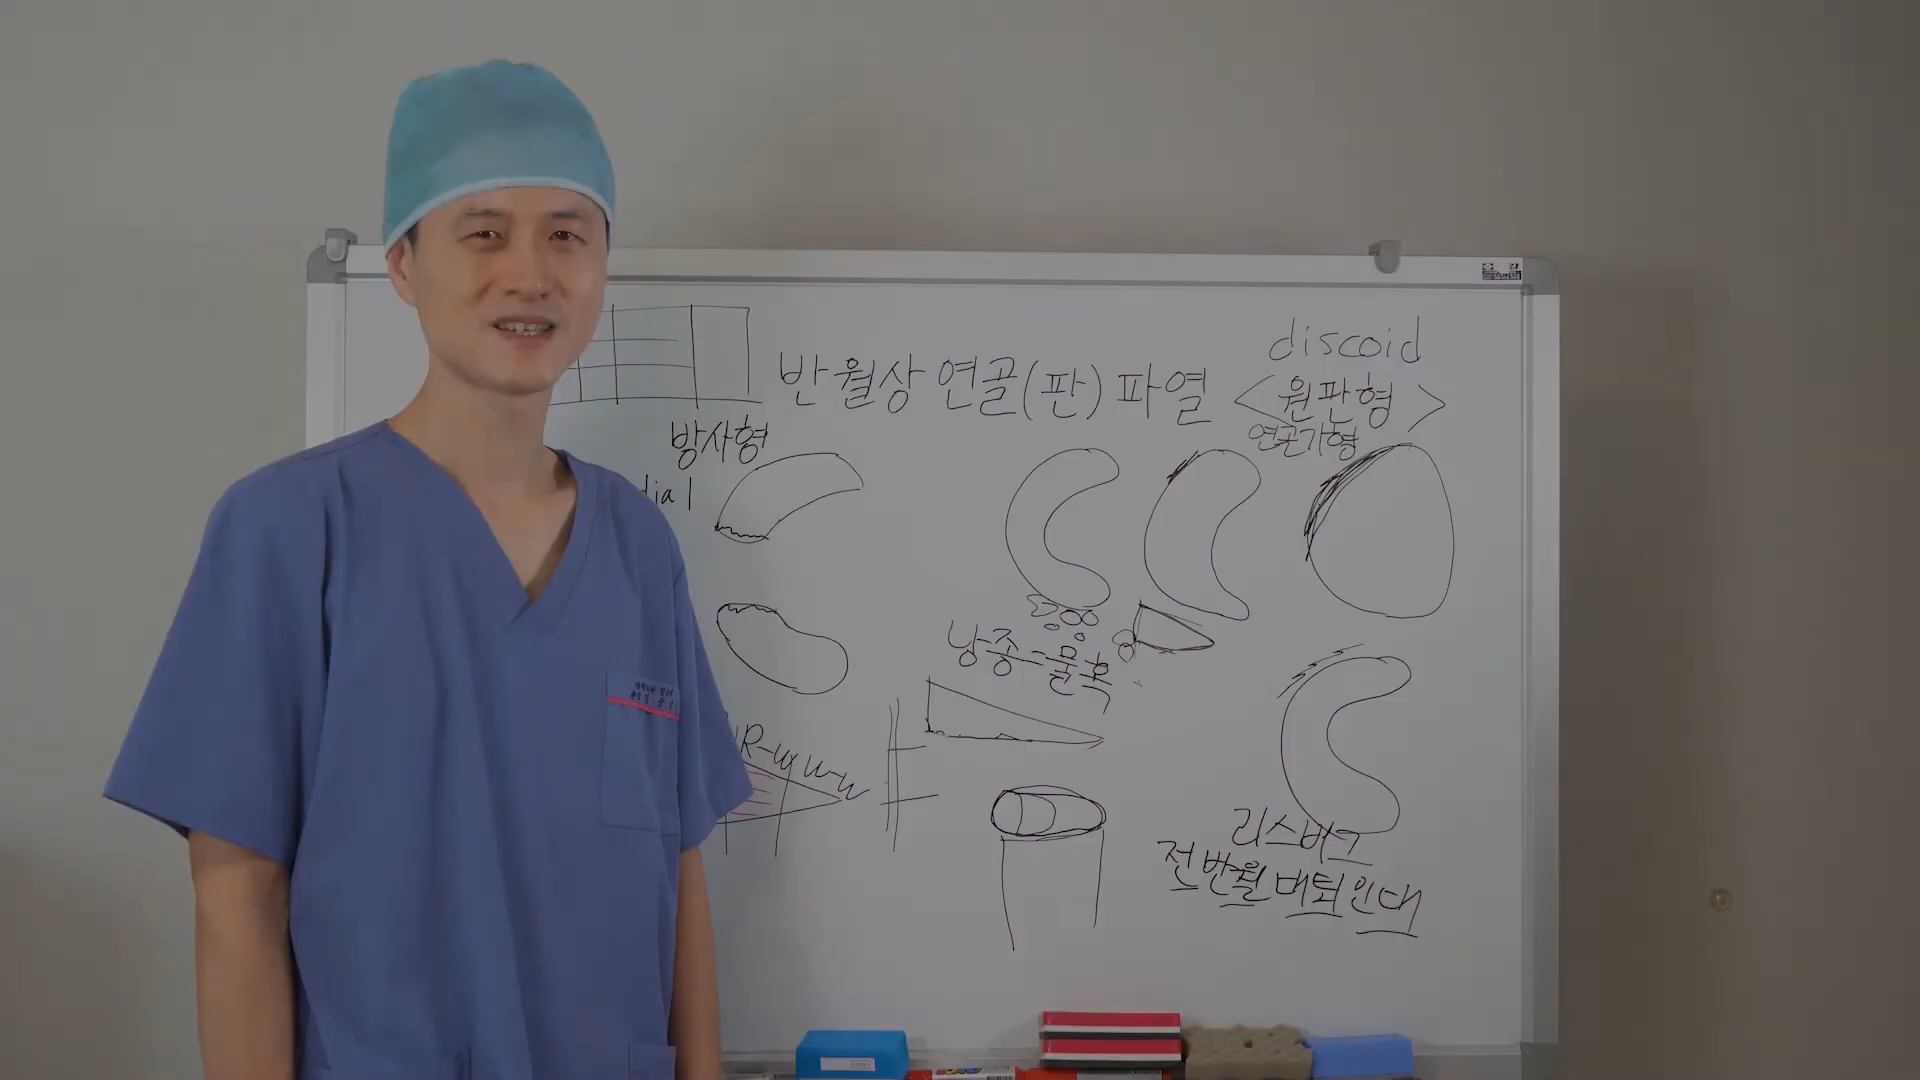 discoid
반월상 연골(판) 파열 <원판형>
연골기형
방사형
dial
낭종-물혹
R-W W-W
리스버그
전반월 대퇴인대